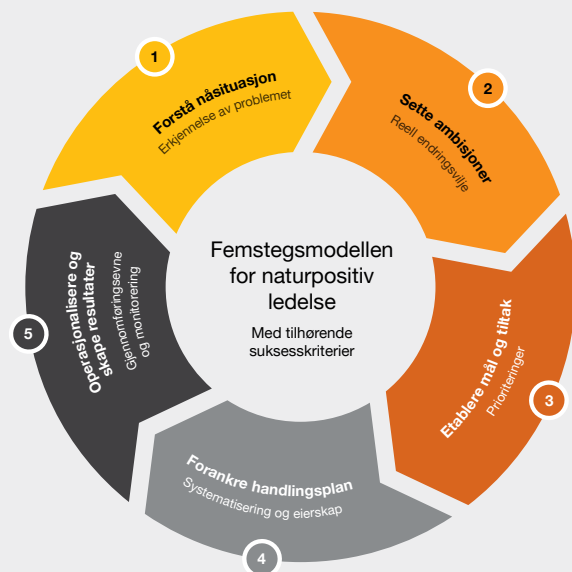 1
Forstå nåsituasjon
Erkjennelse av problemet
2
Sette ambisjoner
Reell endringsvilje
3
Etablere mål og tiltak
Prioriteringer
4
Forankre handlingsplan
Systematisering og eierskap
5
Operasjonalisere og
skape resultater
Gjennomføringsevne
og monitorering
Femstegsmodellen
for naturpositiv
ledelse
Med tilhørende
suksesskriterier